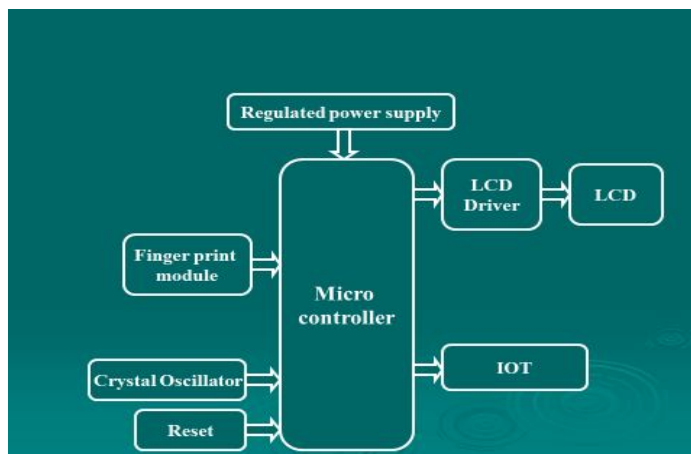 Regulated power supply
LCD
Driver
LCD
Finger print
module
Micro
controller
IOT
Crystal Oscillator
Reset